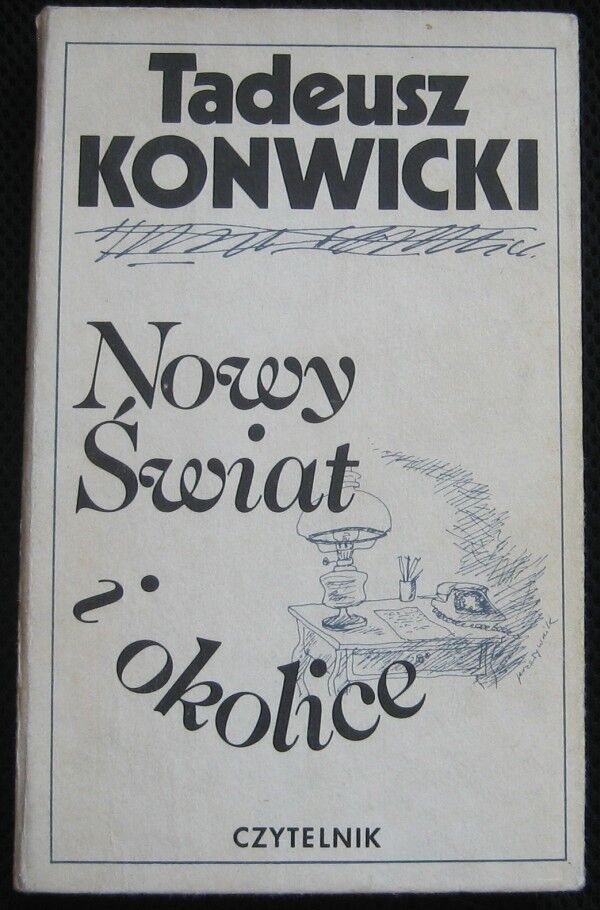 Tadeusz
KONWICKI
Nowy
Świat
i okolice
CZYTELNIK